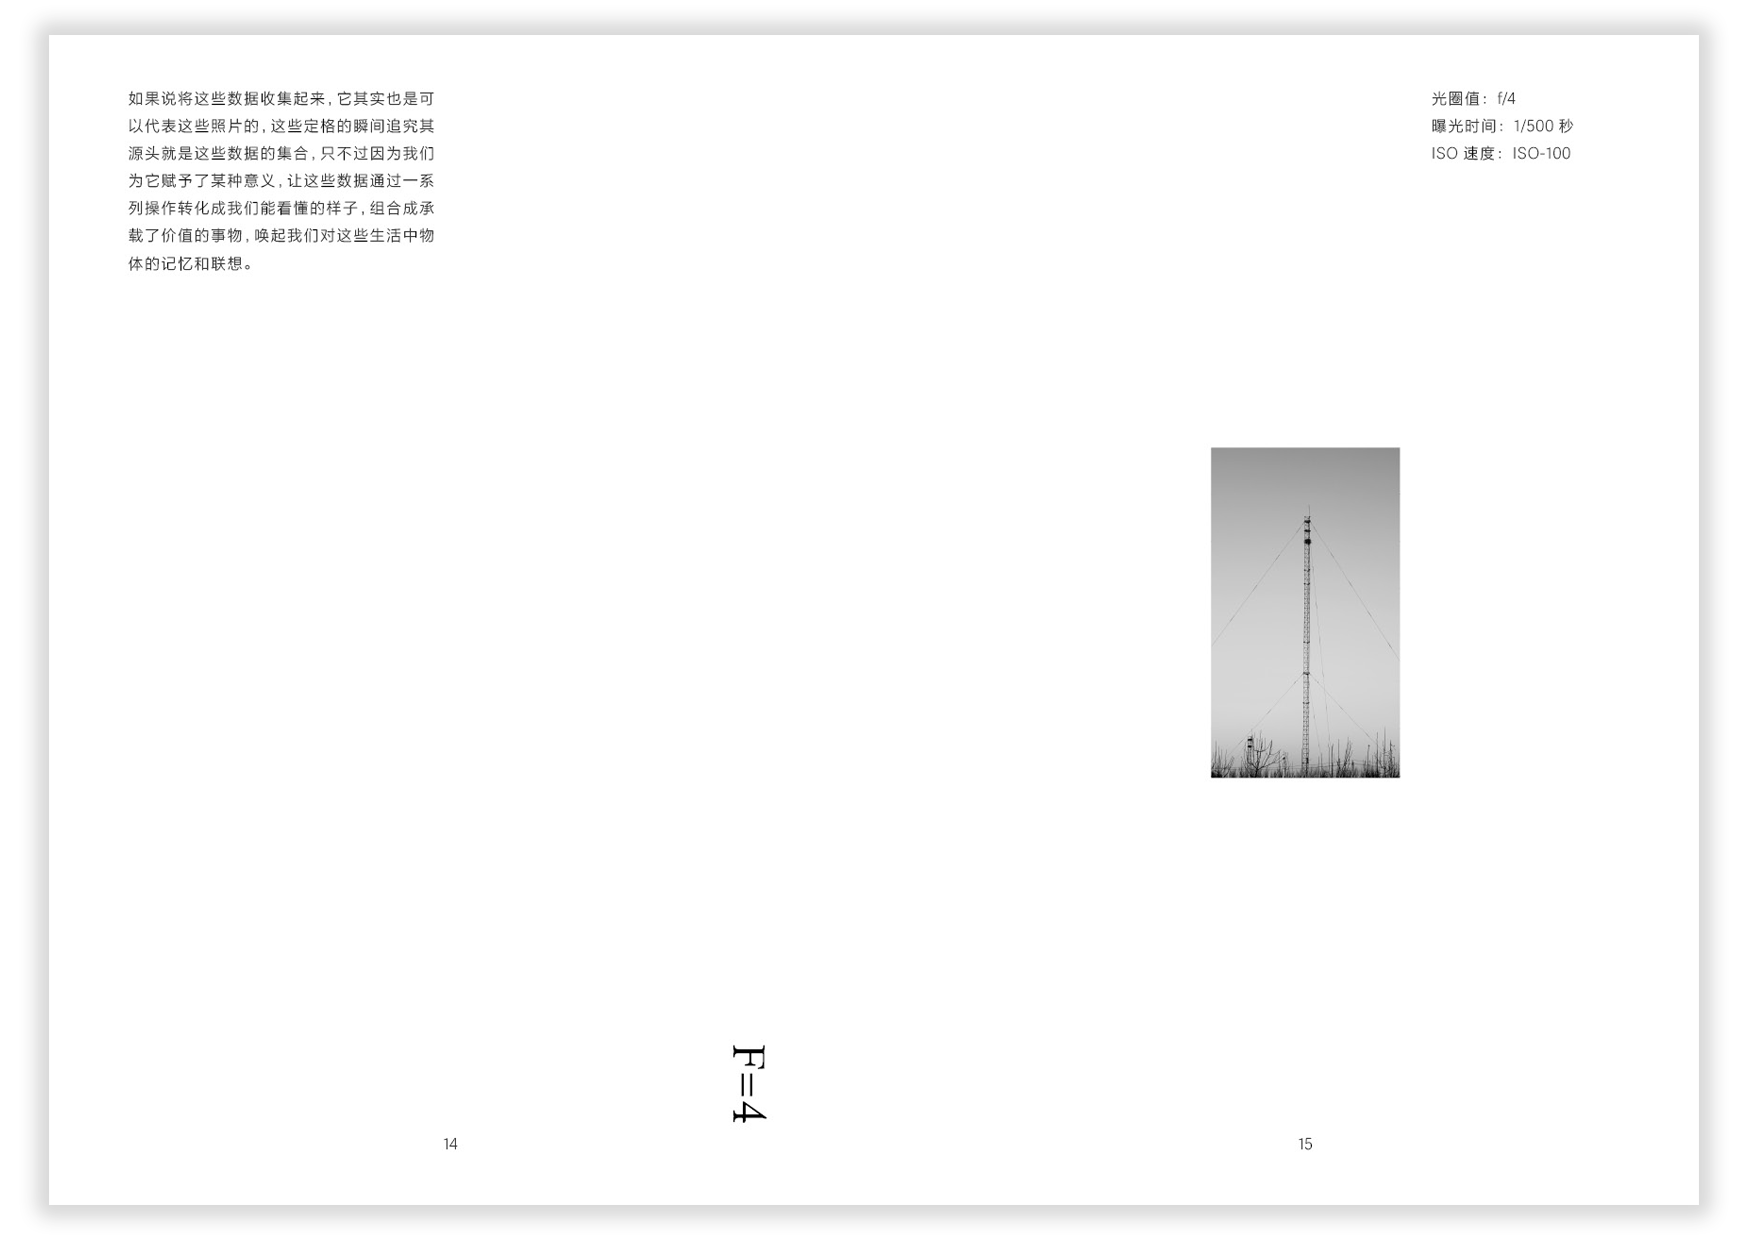 如果说将这些数据收集起来，它其实也是可
以代表这些照片的，这些定格的瞬间追究其
源头就是这些数据的集合，只不过因为我们
为它赋予了某种意义，让这些数据通过一系
列操作转化成我们能看懂的样子，组合成承
载了价值的事物，唤起我们对这些生活中物
体的记忆和联想。
F=4
14
光圈值：f/4
曝光时间：1/500 秒
ISO 速度：ISO-100
15